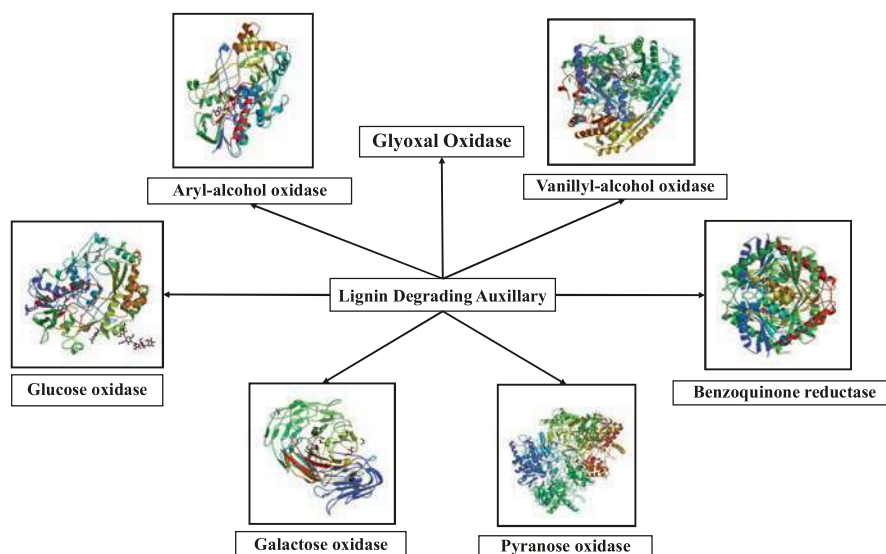 Glyoxal Oxidase
Aryl-alcohol oxidase
Vanillyl-alcohol oxidase
Lignin Degrading Auxillary
Glucose oxidase
Benzoquinone reductase
Galactose oxidase
Pyranose oxidase